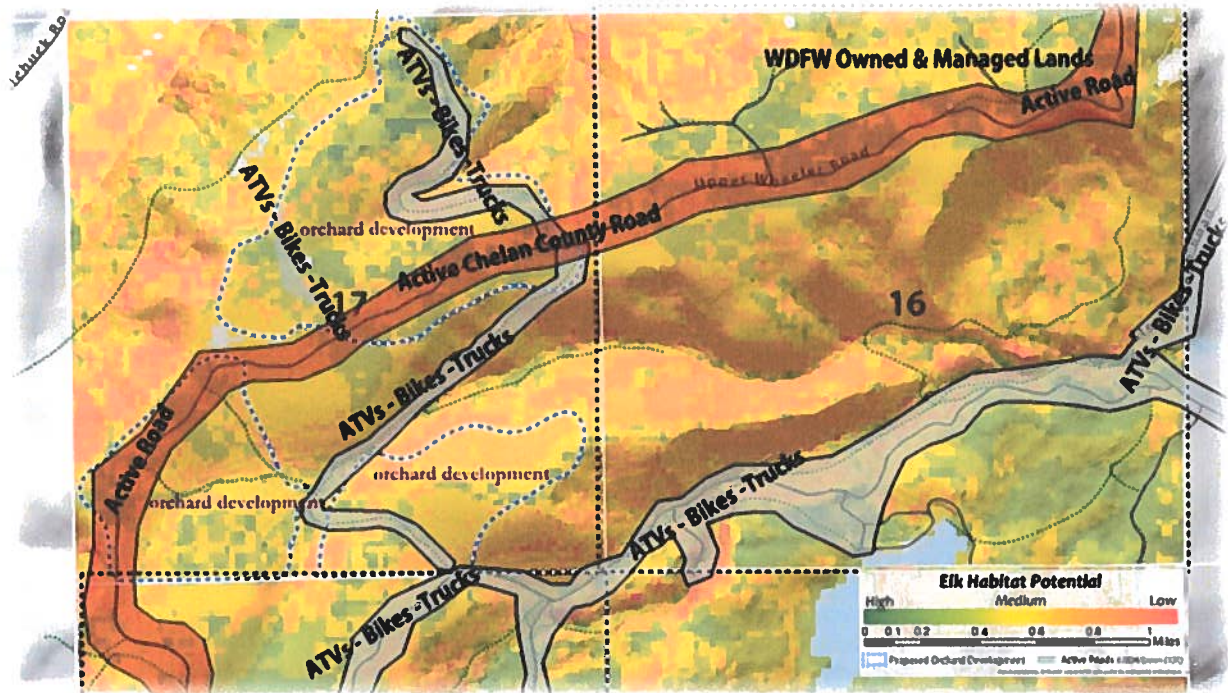 WDFW Owned & Managed Lands
Active Road
ATVs - Bikes - Trucks
Upper Wheeler Road
ATVs - Bikes -Trucks
orchard development
Active Chelan County Road
17
16
ATVs - Bikes -Trucks
ATVs - Bikes -Trucks
Active Road
orchard development
orchard development
ATVs - Bikes -Trucks
ATVs - Bikes -Trucks
Elk Habitat Potential
High Medium Low
0 0.1 0.2 0.4 0.6 0.8 1
Miles
Proposed Orchard Development Active Roads